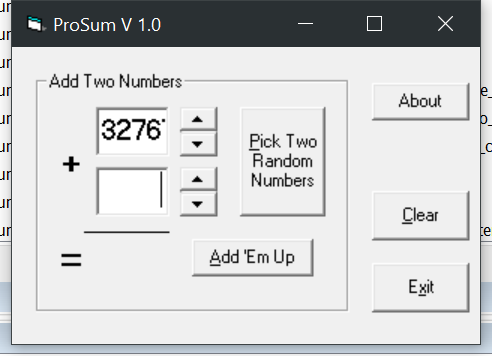 ProSum V 1.0
Add Two Numbers
About
3276
+
Pick Two
Random
Numbers
Clear
=
Add 'Em Up
Exit